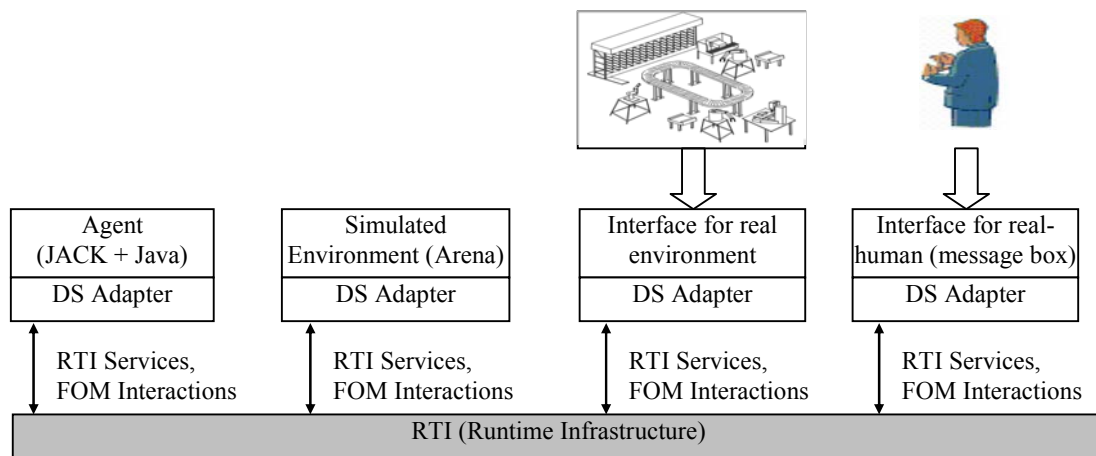 Agent
(JACK + Java)
DS Adapter
Simulated
Environment (Arena)
DS Adapter
Interface for real
environment
DS Adapter
Interface for real-
human (message box)
DS Adapter
RTI Services,
FOM Interactions
RTI Services,
FOM Interactions
RTI Services,
FOM Interactions
RTI Services,
FOM Interactions
RTI (Runtime Infrastructure)